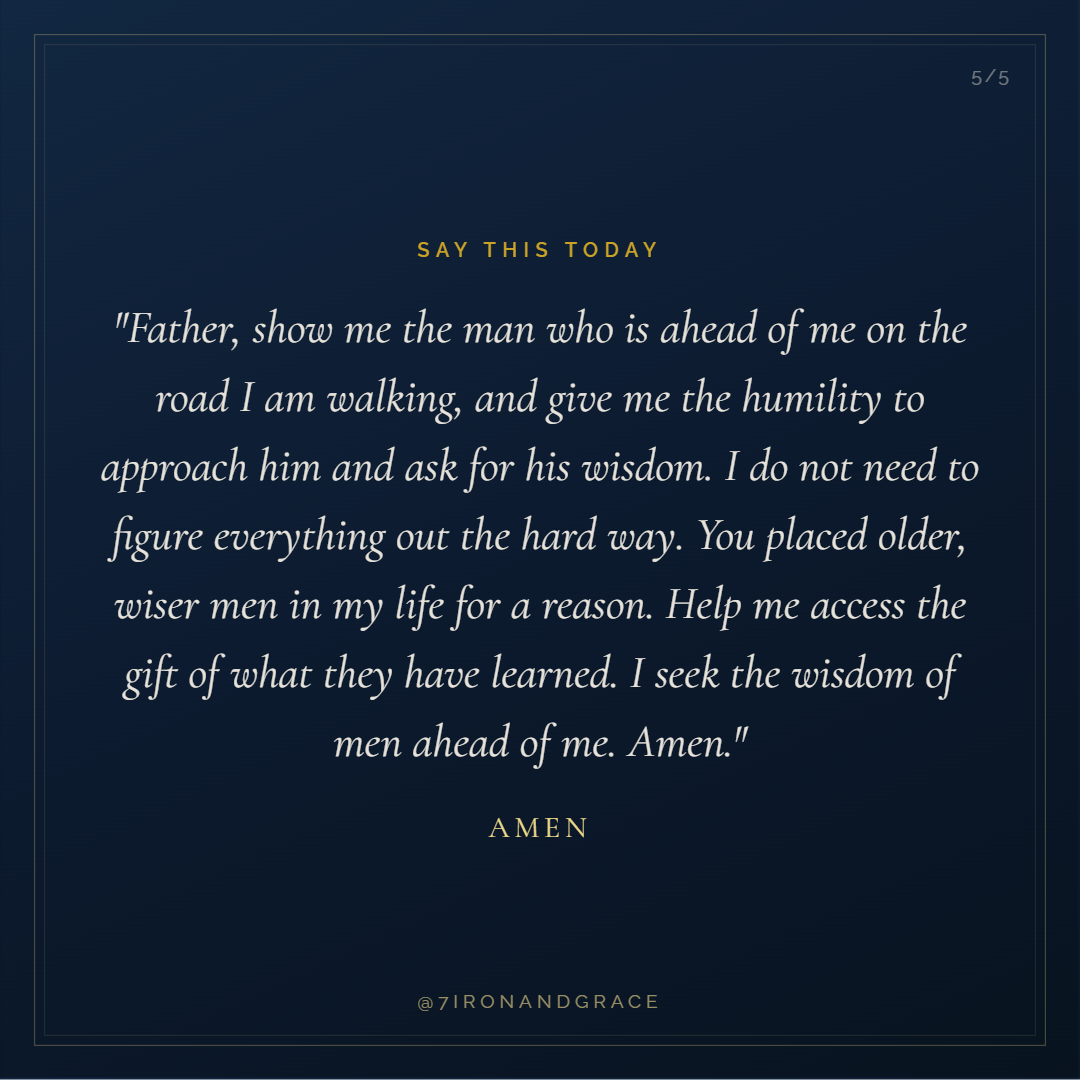 5/5
SAY THIS TODAY
"Father, show me the man who is ahead of me on the
road I am walking, and give me the humility to
approach him and ask for his wisdom. I do not need to
figure everything out the hard way. You placed older,
wiser men in my life for a reason. Help me access the
gift of what they have learned. I seek the wisdom of
men ahead of me. Amen."
AMEN
@7IRONANDGRACE